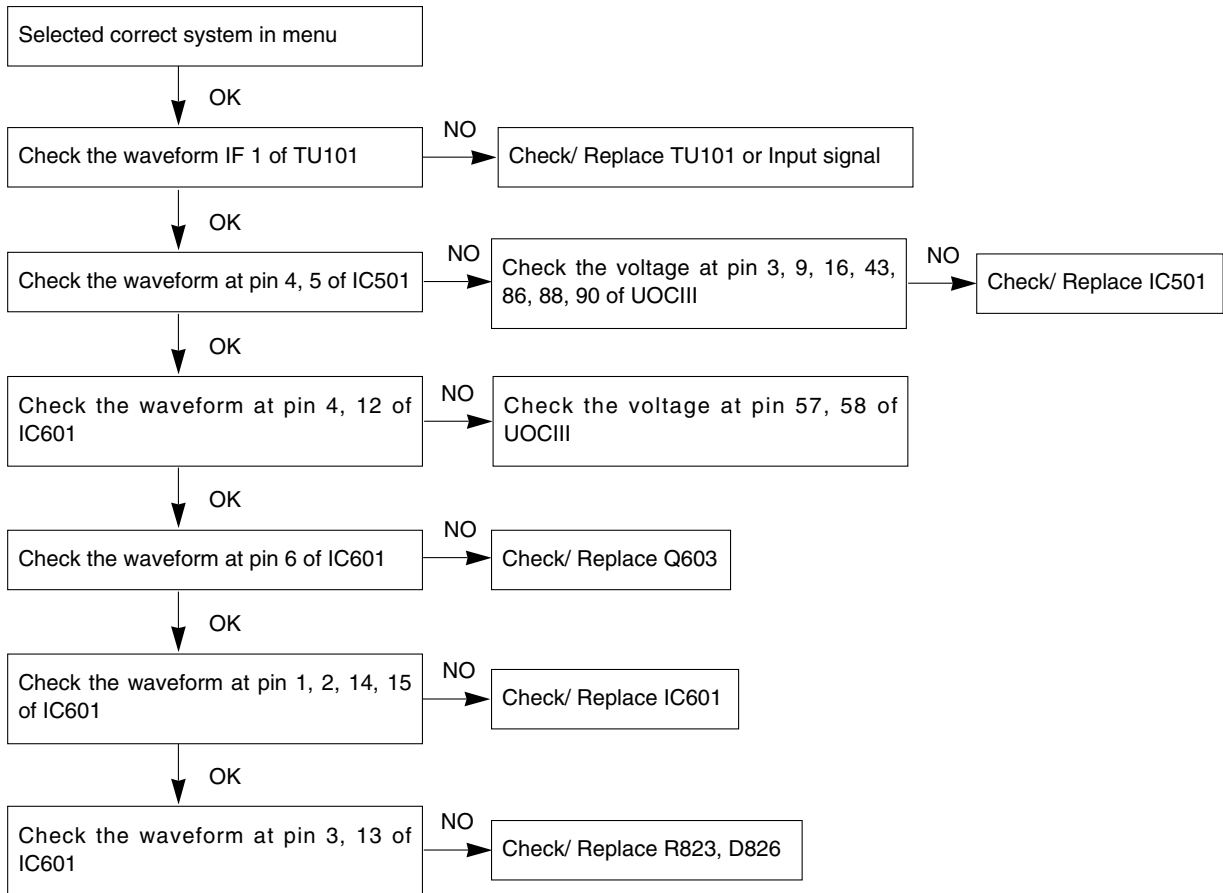 Selected correct system in menu
OK
Check the waveform IF 1 of TU101
NO
Check/ Replace TU101 or Input signal
OK
Check the waveform at pin 4, 5 of IC501
NO
Check the voltage at pin 3, 9, 16, 43,
86, 88, 90 of UOCIII
NO
Check/ Replace IC501
OK
Check the waveform at pin 4, 12 of
IC601
NO
Check the voltage at pin 57, 58 of
UOCIII
OK
Check the waveform at pin 6 of IC601
NO
Check/ Replace Q603
OK
Check the waveform at pin 1, 2, 14, 15
of IC601
NO
Check/ Replace IC601
OK
Check the waveform at pin 3, 13 of
IC601
NO
Check/ Replace R823, D826